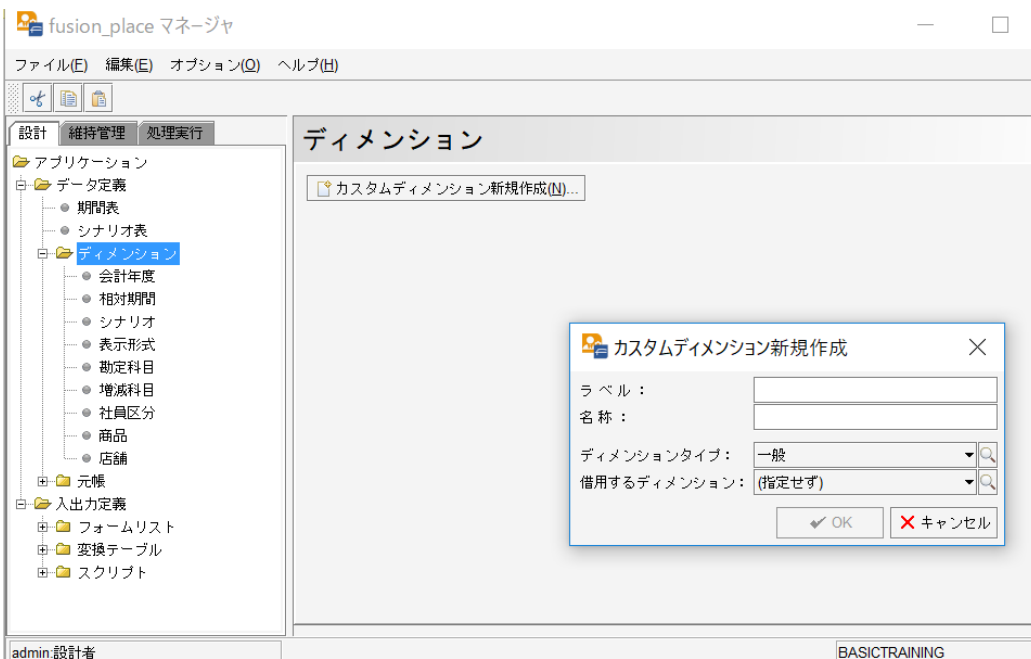 fusion_place マネージャ
ファイル(F) 編集(E) オプション(O) ヘルプ(H)
設計 維持管理 処理実行
アプリケーション
データ定義
期間表
シナリオ表
ディメンション
会計年度
相対期間
シナリオ
表示形式
勘定科目
増減科目
社員区分
商品
店舗
元帳
入出力定義
フォームリスト
変換テーブル
スクリプト
ディメンション
カスタムディメンション新規作成(N)...
カスタムディメンション新規作成
ラベル：
名称：
ディメンションタイプ： 一般
借用するディメンション： (指定せず)
OK キャンセル
admin:設計者
BASICTRAINING